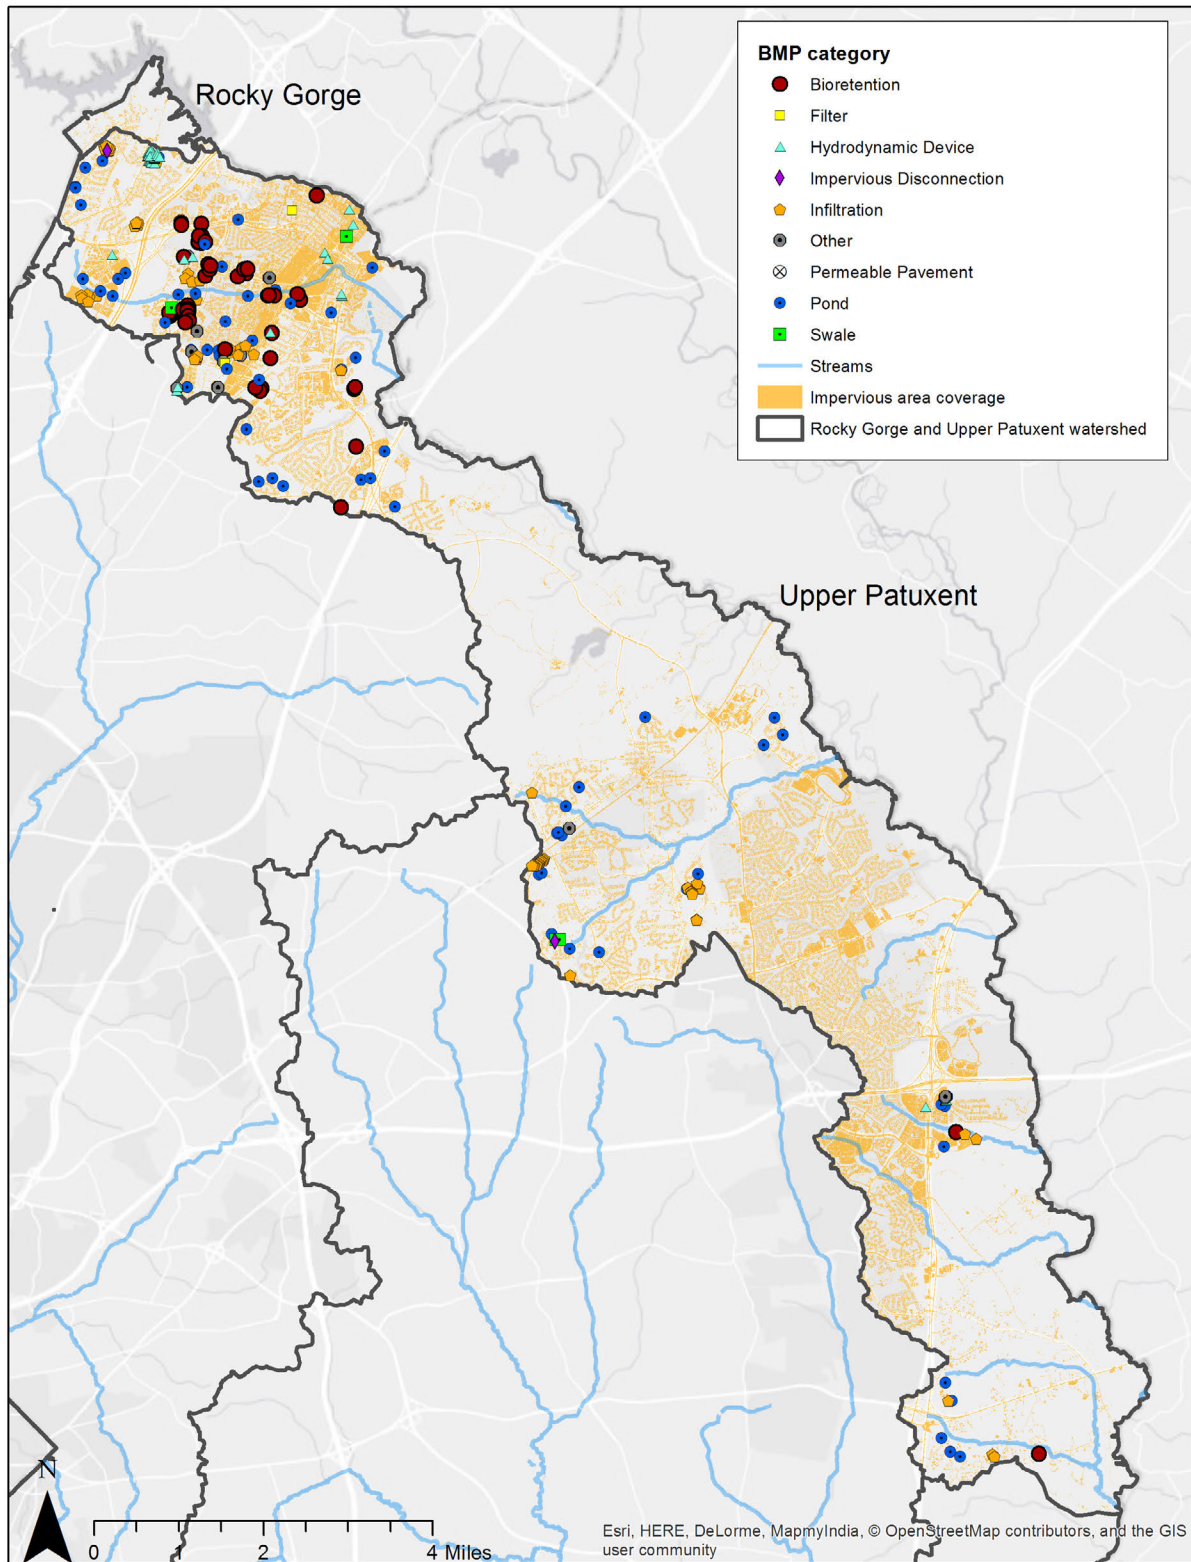 Rocky Gorge
BMP category
Bioretention
Filter
Hydrodynamic Device
Impervious Disconnection
Infiltration
Other
Permeable Pavement
Pond
Swale
Streams
Impervious area coverage
Rocky Gorge and Upper Patuxent watershed
Upper Patuxent
N
0 1 2 4 Miles
Esri, HERE, DeLorme, MapmyIndia, © OpenStreetMap contributors, and the GIS
user community